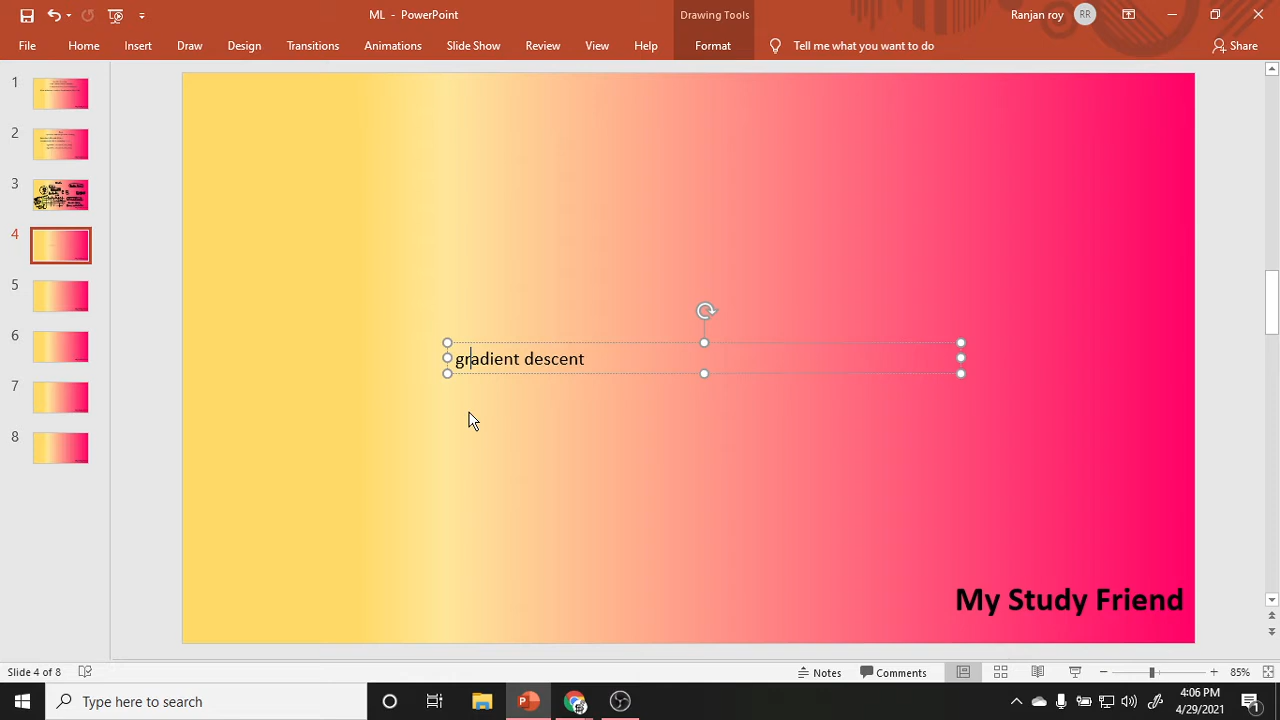 ML - PowerPoint
Drawing Tools
Ranjan roy
RR
File
Home
Insert
Draw
Design
Transitions
Animations
Slide Show
Review
View
Help
Format
Tell me what you want to do
Share
1
2
3
4
5
6
7
8
gradient descent
My Study Friend
Slide 4 of 8
Notes
Comments
85%
Type here to search
4:06 PM
4/29/2021
1